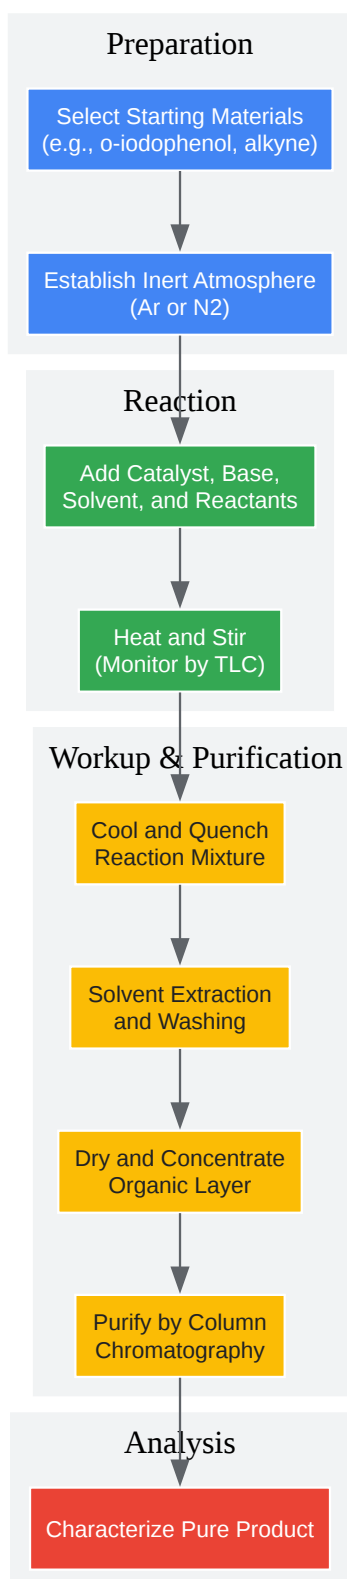 Preparation
Select Starting Materials
(e.g., o-iodophenol, alkyne)
Establish Inert Atmosphere
(Ar or N2)
Reaction
Add Catalyst, Base,
Solvent, and Reactants
Heat and Stir
(Monitor by TLC)
Workup & Purification
Cool and Quench
Reaction Mixture
Solvent Extraction
and Washing
Dry and Concentrate
Organic Layer
Purify by Column
Chromatography
Analysis
Characterize Pure Product